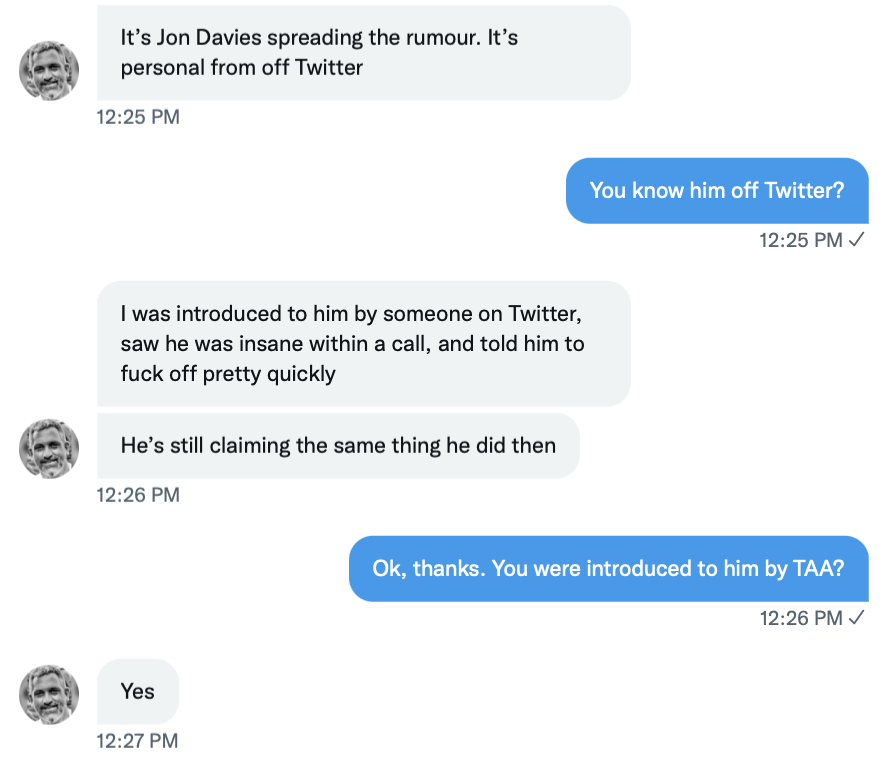 It’s Jon Davies spreading the rumour. It’s
personal from off Twitter
12:25 PM
You know him off Twitter?
12:25 PM ✓
I was introduced to him by someone on Twitter,
saw he was insane within a call, and told him to
fuck off pretty quickly
He’s still claiming the same thing he did then
12:26 PM
Ok, thanks. You were introduced to him by TAA?
12:26 PM ✓
Yes
12:27 PM